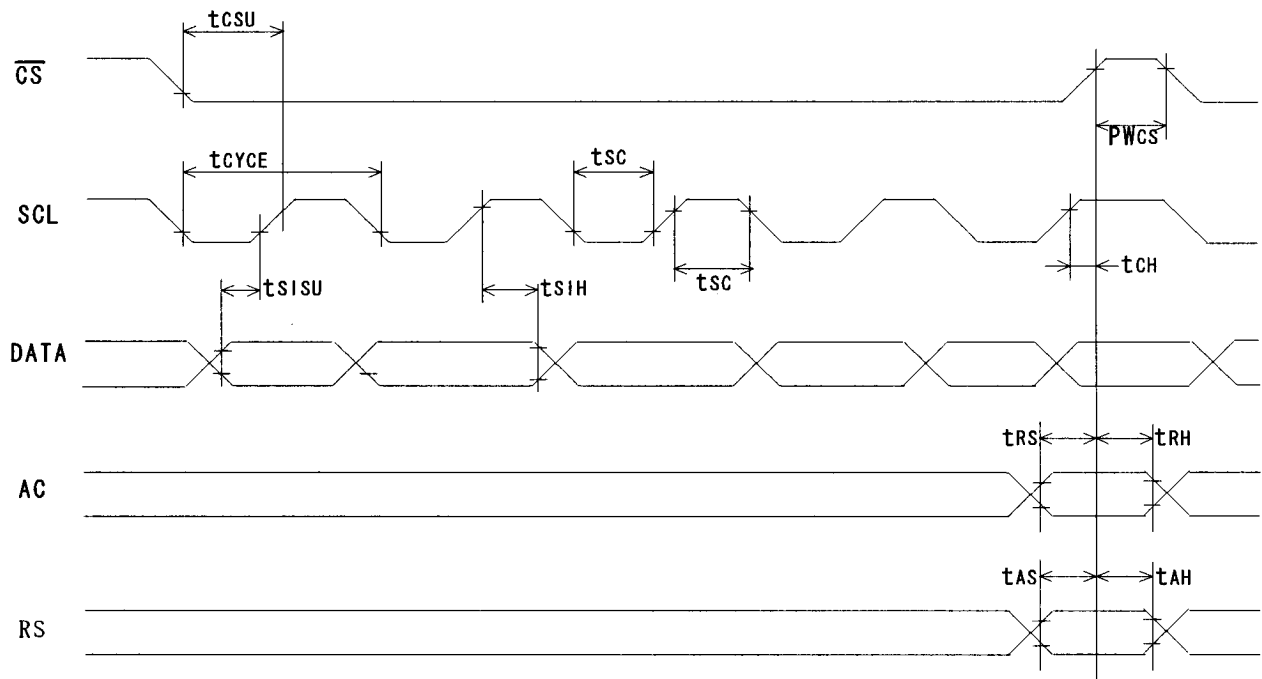 tCSU
CS
PWCS
tCYCE
tSC
SCL
tSC
tCH
tSISU
tSIH
DATA
tRS
tRH
AC
tAS
tAH
RS